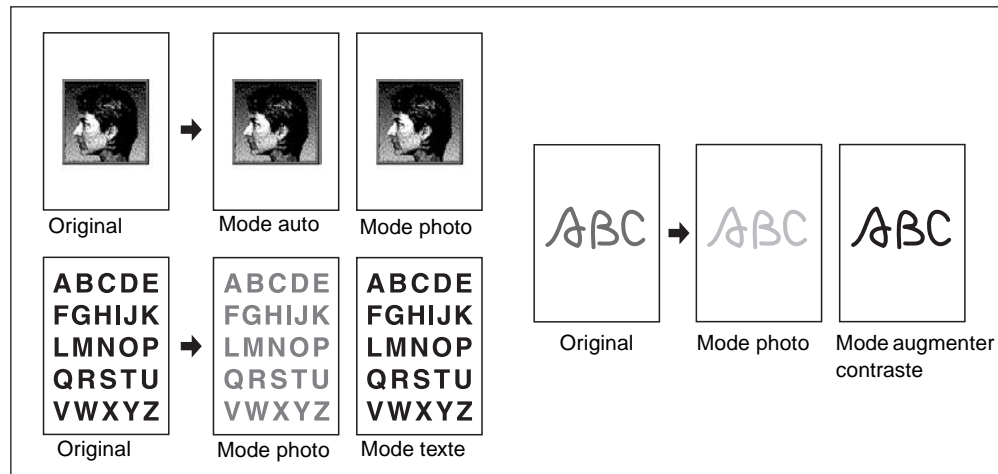 Original
Mode auto
Mode photo
ABCDE
FGHIJK
LMNOP
QRSTU
VWXYZ
Original
ABCDE
FGHIJK
LMNOP
QRSTU
VWXYZ
Mode photo
ABCDE
FGHIJK
LMNOP
QRSTU
VWXYZ
Mode texte
ABC
Original
ABC
Mode photo
ABC
Mode augmenter
contraste